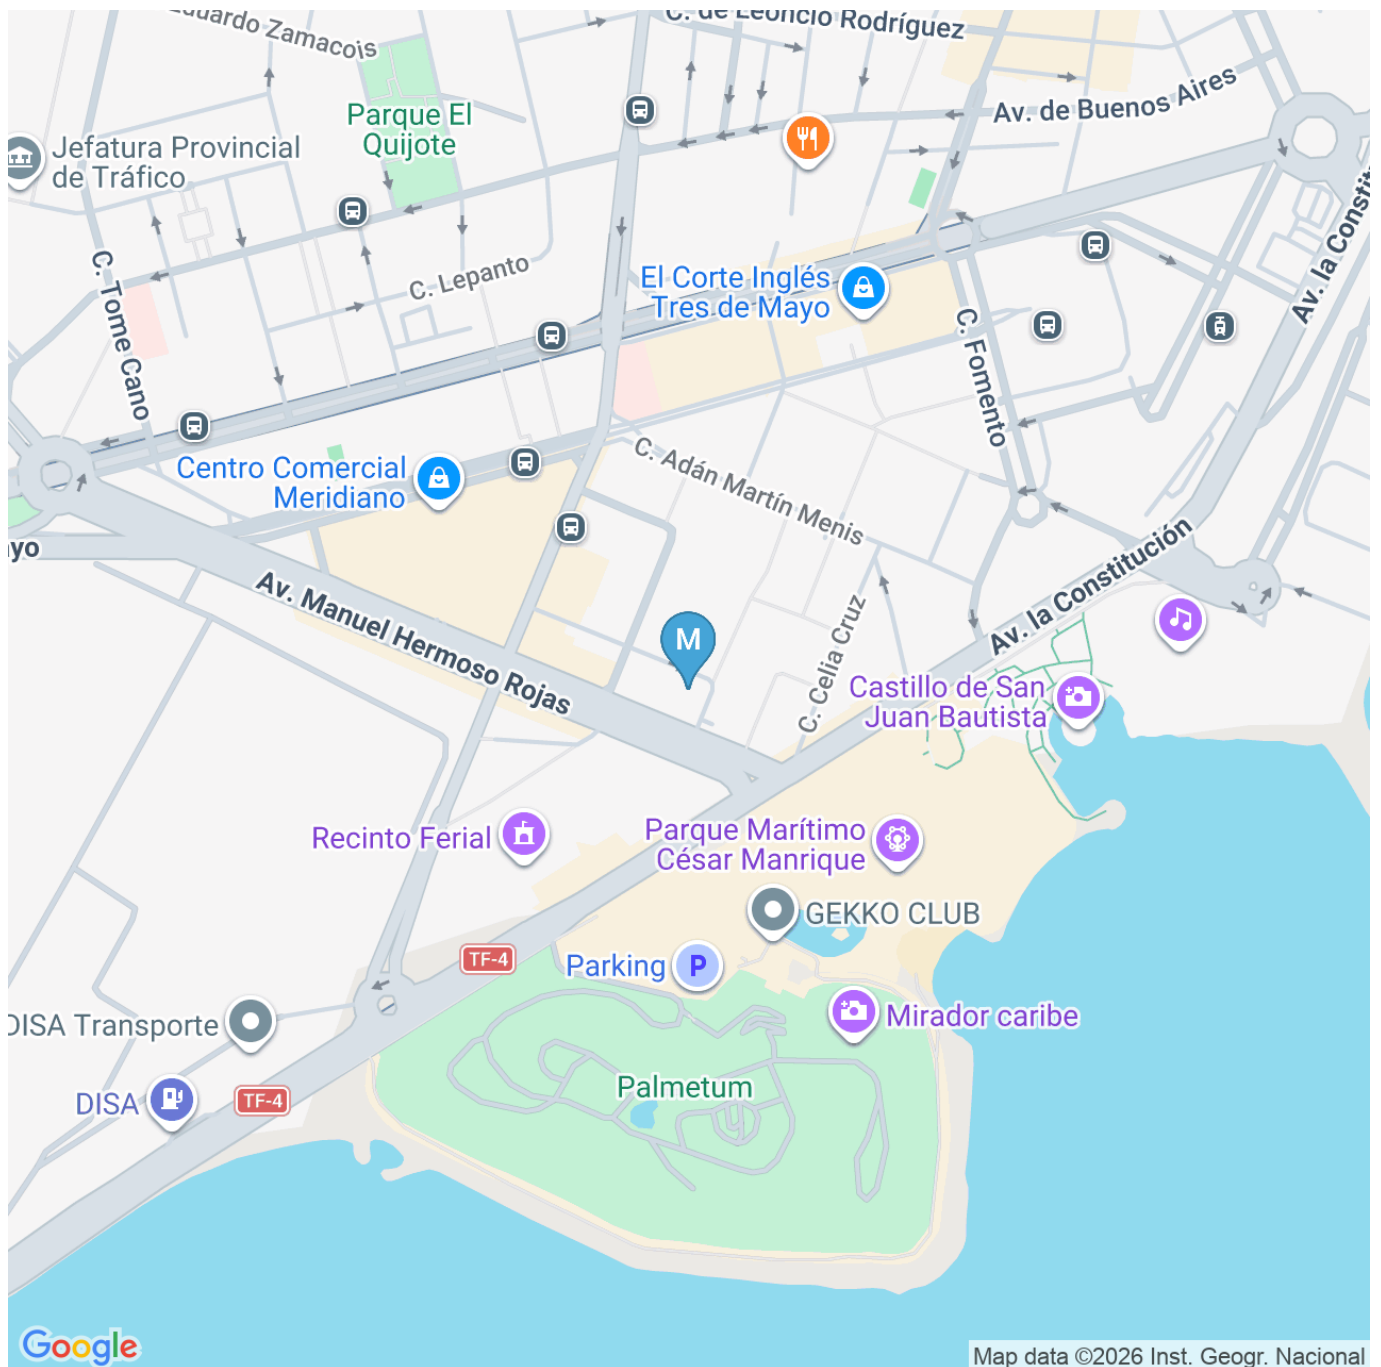 Eduardo Zamacois
C. de Leoncio Rodríguez
Av. de Buenos Aires
Parque El
Quijote
Jefatura Provincial
de Tráfico
Av. la Constit
C. Tome Cano
C. Lepanto
El Corte Inglés
Tres de Mayo
C. Fomento
C. Adán Martín Menis
Centro Comercial
Meridiano
yo
Av. Manuel Hermoso Rojas
Av. la Constitución
M
C. Celia Cruz
Castillo de San
Juan Bautista
Recinto Ferial
Parque Marítimo
César Manrique
GEKKO CLUB
TF-4
Parking P
DISA Transporte
Mirador caribe
Palmetum
DISA
TF-4
Google
Map data ©2026 Inst. Geogr. Nacional